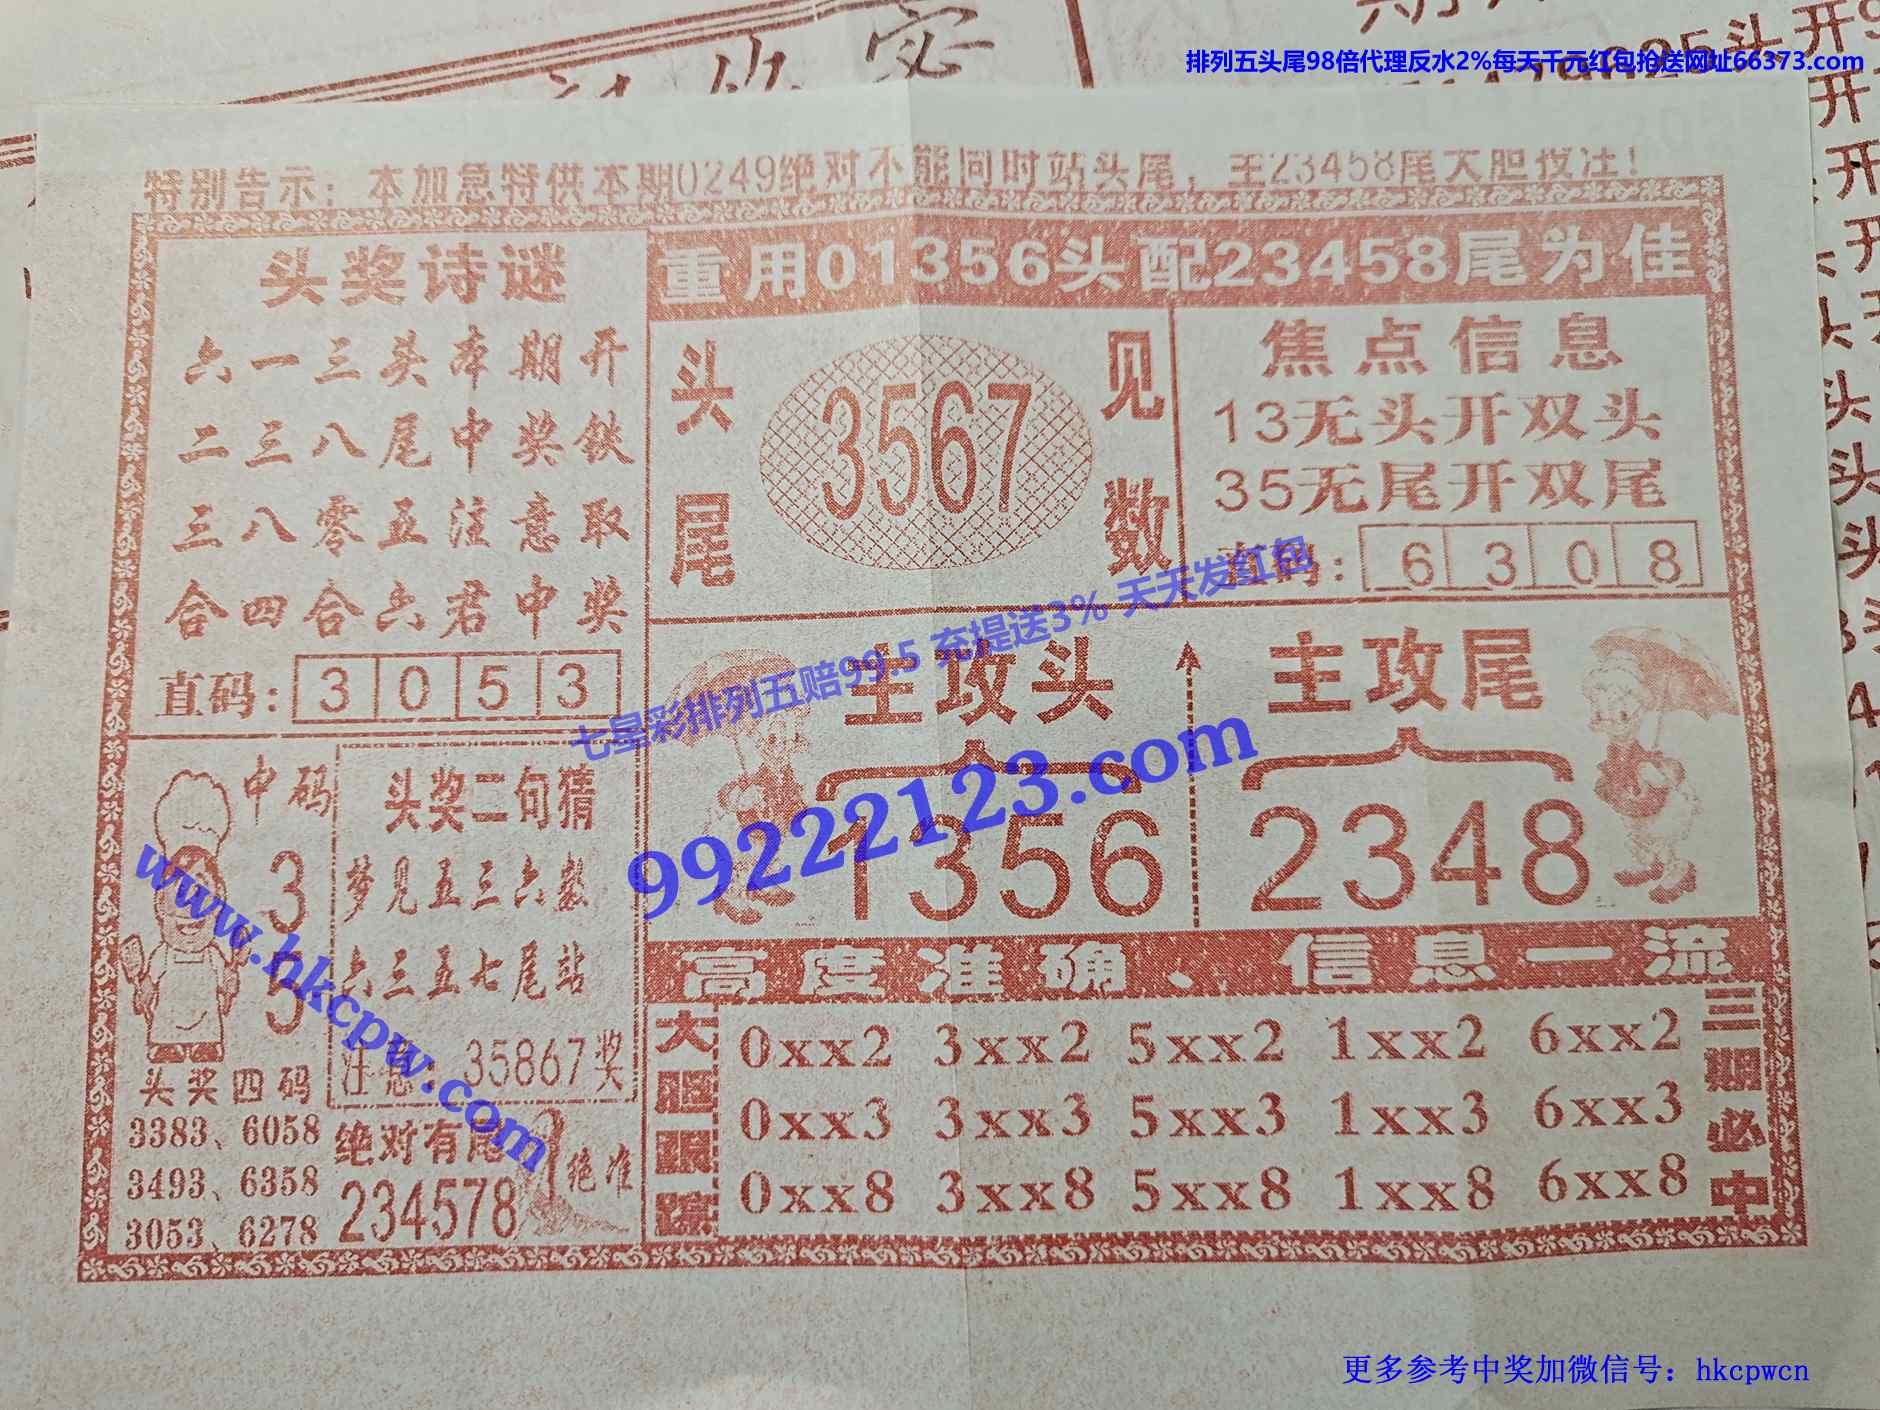 排列五头尾98倍代理反水2%每天千元红包抢送网址66373.com
特别告示：本加急特供本期0249绝对不能同时站头尾，主23458尾大胆投注！
头奖诗谜
六一三头本期开
二三八尾中奖铁
三八零五注意取
合四合六君中奖
直码：3053
重用01356头配23458尾为佳
头尾
3567
见数
焦点信息
13无头开双头
35无尾开双尾
直码：6308
七星彩排列五赔99.5 充提送3% 天天发红包
主攻头
1356
主攻尾
2348
99222123.com
www.hkcpw.com
中码
3
5
头奖二句猜
梦见五三六数
六三五七尾站
注意：35867奖
头奖四码
3383、6058
3493、6358
3053、6278
绝对有尾
234578
绝准
高度准确、信息一流
大胆跟踪
0xx2 3xx2 5xx2 1xx2 6xx2
0xx3 3xx3 5xx3 1xx3 6xx3
0xx8 3xx8 5xx8 1xx8 6xx8
三期必中
更多参考中奖加微信号：hkcpwcn